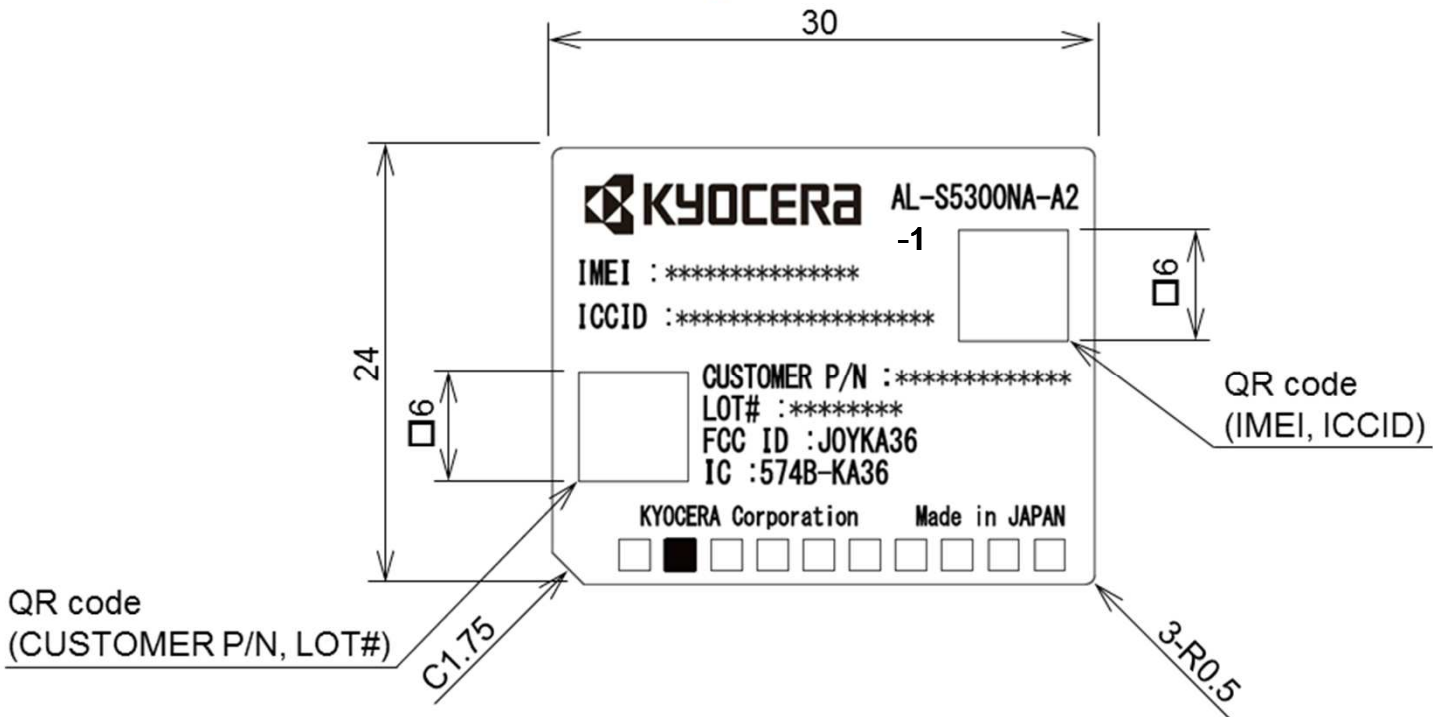 30
KYOCERA AL-S5300NA-A2
-1
IMEI :***************
ICCID :********************
□6
24
□6
CUSTOMER P/N :*************
LOT# :********
FCC ID :JOYKA36
IC :574B-KA36
QR code
(IMEI, ICCID)
KYOCERA Corporation Made in JAPAN
QR code
(CUSTOMER P/N, LOT#)
C1.75
3-R0.5